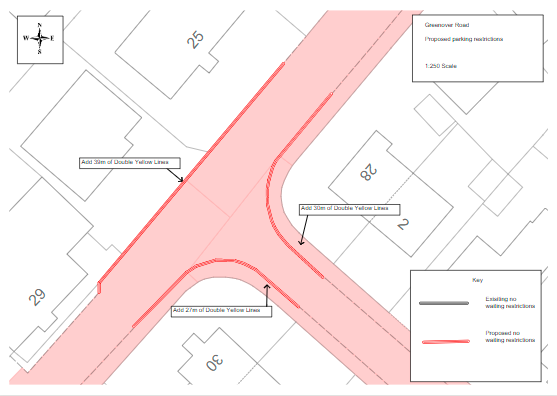 N
W E
S
25
Greenover Road
Proposed parking restrictions
1:250 Scale
Add 39m of Double Yellow Lines
28
Add 30m of Double Yellow Lines
2
Key
Existing no
waiting restrictions
Proposed no
waiting restrictions
29
Add 27m of Double Yellow Lines
30